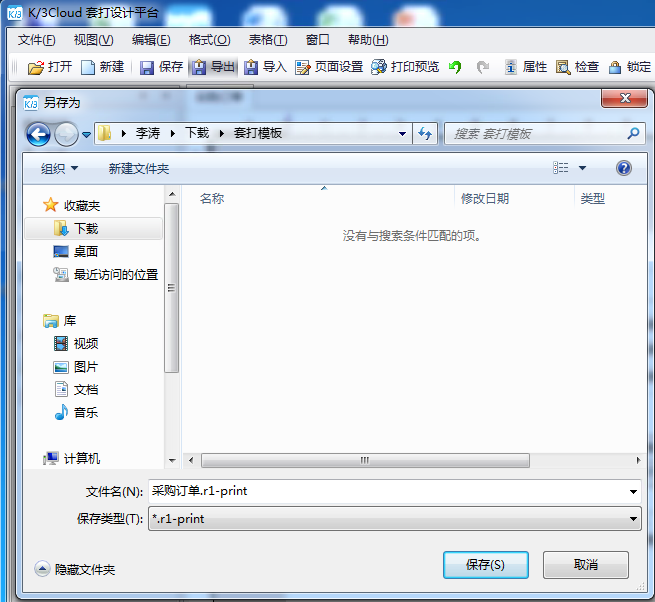 K/3Cloud 套打设计平台
文件(F) 视图(V) 编辑(E) 格式(O) 表格(T) 窗口 帮助(H)
打开 新建 保存 导出 导入 页面设置 打印预览 属性 检查 锁定
K/3 另存为
李涛 下载 套打模板 搜索 套打模板
组织 新建文件夹
名称 修改日期 类型
没有与搜索条件匹配的项。
收藏夹
下载
桌面
最近访问的位置
库
视频
图片
文档
音乐
计算机
文件名(N): 采购订单.r1-print
保存类型(T): *.r1-print
隐藏文件夹 保存(S) 取消